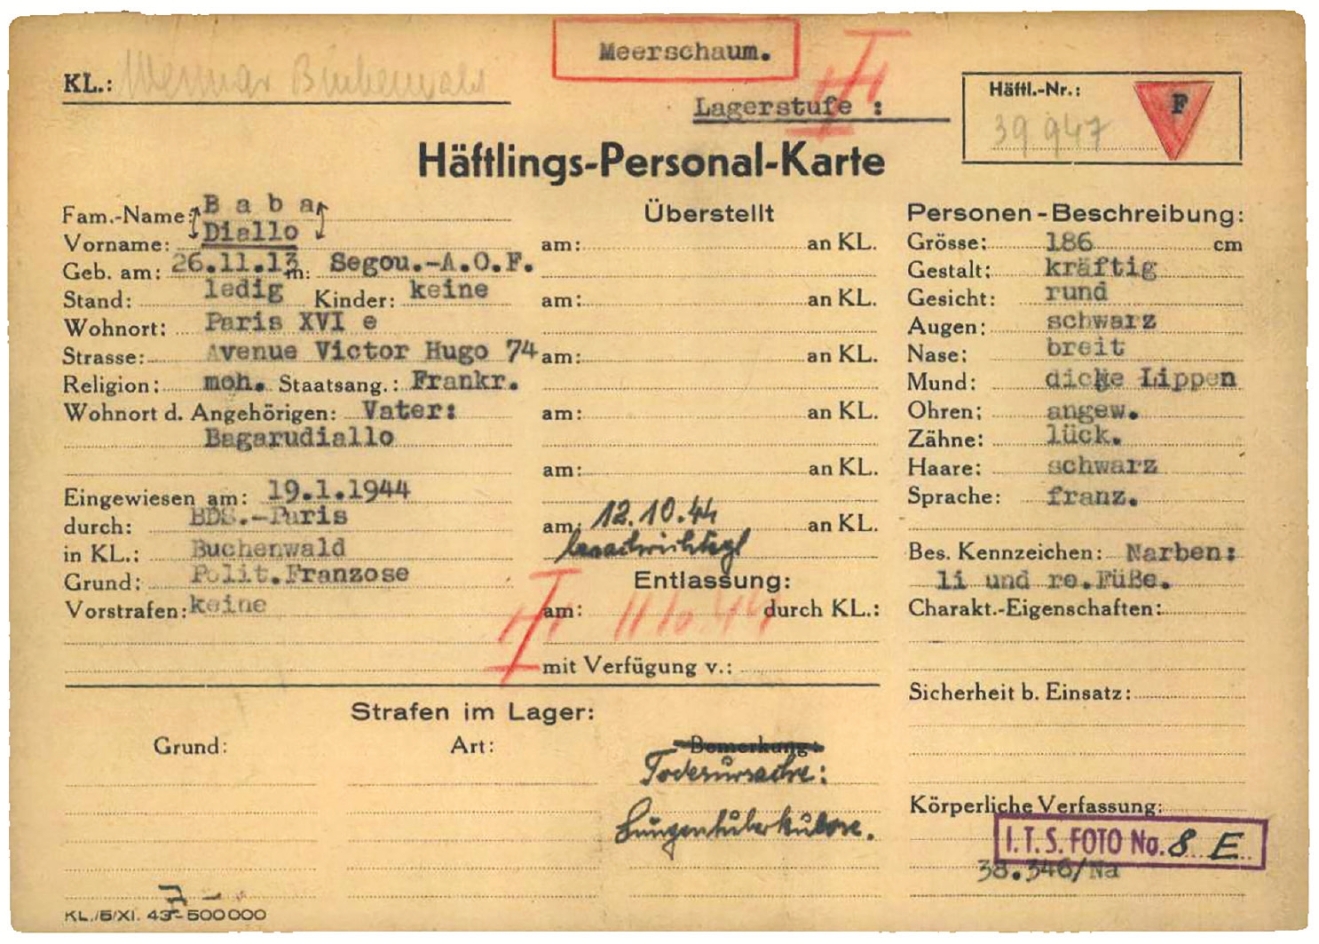 Meerschaum.
KL.: Weimar Buchenwald
Lagerstufe :
Häftl.-Nr.: F
39 947
Häftlings-Personal-Karte
Fam.-Name: Baba
Vorname: Diallo
Geb. am: 26.11.13 in: Segou.-A.O.F.
Stand: ledig Kinder: keine
Wohnort: Paris XVI e
Strasse: Avenue Victor Hugo 74
Religion: moh. Staatsang.: Frankr.
Wohnort d. Angehörigen: Vater:
Bagarudiallo
Eingewiesen am: 19.1.1944
durch: BDS.-Paris
in KL.: Buchenwald
Grund: Polit.Franzose
Vorstrafen: keine
Überstellt
am: an KL.
am: an KL.
am: an KL.
am: an KL.
am: an KL.
am: 12.10.44 an KL.
benachrichtigt
Entlassung:
am: 11.10.44 durch KL.:
mit Verfügung v.:
Personen-Beschreibung:
Grösse: 186 cm
Gestalt: kräftig
Gesicht: rund
Augen: schwarz
Nase: breit
Mund: dicke Lippen
Ohren: angew.
Zähne: lück.
Haare: schwarz
Sprache: franz.
Bes. Kennzeichen: Narben:
li und re.Füße.
Charakt.-Eigenschaften:
Sicherheit b. Einsatz:
Körperliche Verfassung:
I.T.S. FOTO No. 8 E
38.346/Na
Strafen im Lager:
Grund: Art: Bemerkung:
Todesursache:
Lungentuberkulose.
KL./5/XI. 43-500000